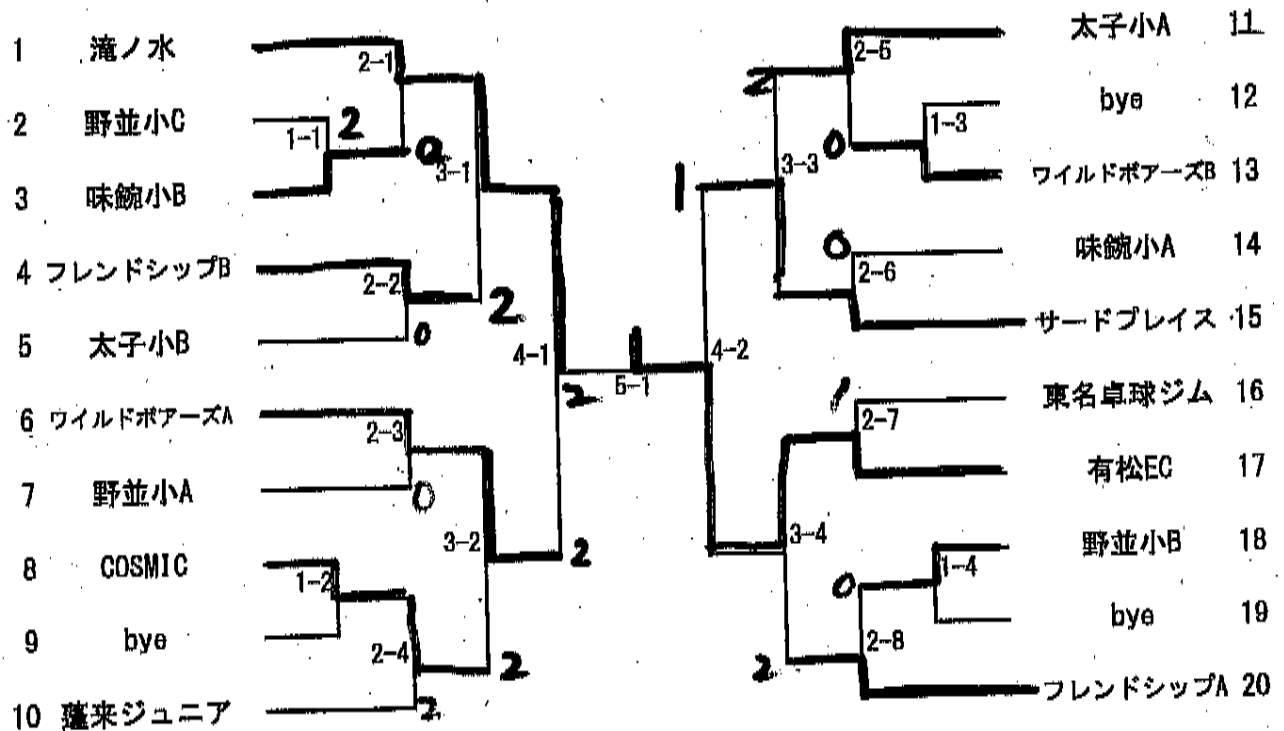 1 滝ノ水
2-1
2 野並小C
1-1 2
0
3 味鋺小B
3-1
4 フレンドシップB
2-2
2
5 太子小B
0
4-1
2
6 ワイルドボアーズA
2-3
7 野並小A
0
3-2
2
8 COSMIC
1-2
9 bye
2-4
2
10 蓬来ジュニア
2
5-1
1
太子小A 11
2-5
2
bye 12
1-3
0
ワイルドボアーズB 13
3-3
1
味鋺小A 14
0
2-6
サードプレイス 15
4-2
東名卓球ジム 16
1
2-7
有松EC 17
3-4
野並小B 18
1-4
0
bye 19
2-8
2
フレンドシップA 20